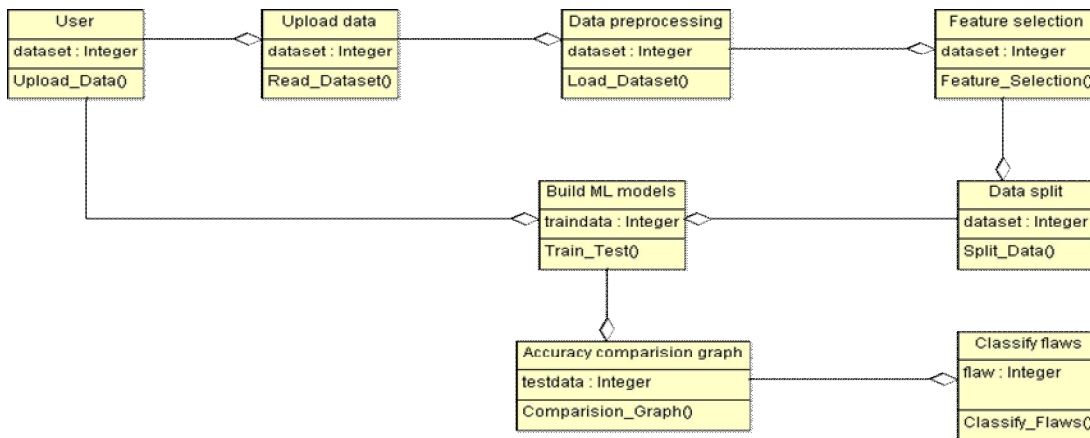 User
dataset : Integer
Upload_Data()
Upload data
dataset : Integer
Read_Dataset()
Data preprocessing
dataset : Integer
Load_Dataset()
Feature selection
dataset : Integer
Feature_Selection()
Build ML models
traindata : Integer
Train_Test()
Data split
dataset : Integer
Split_Data()
Accuracy comparision graph
testdata : Integer
Comparision_Graph()
Classify flaws
flaw : Integer
Classify_Flaws()